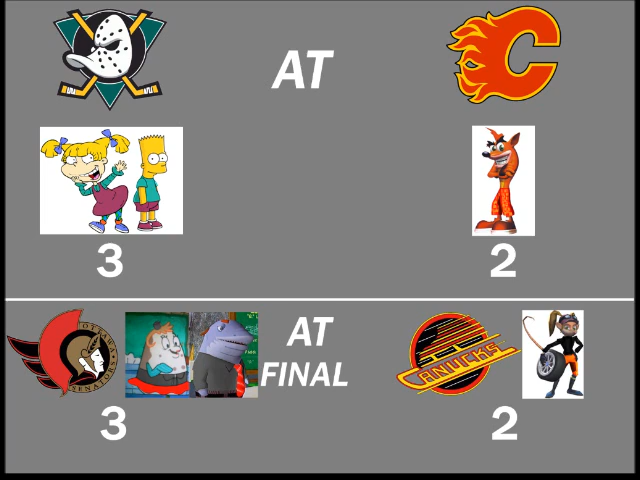 AT
3 2
OTTAWA
SENATORS
AT
CANUCKS
FINAL
3 2